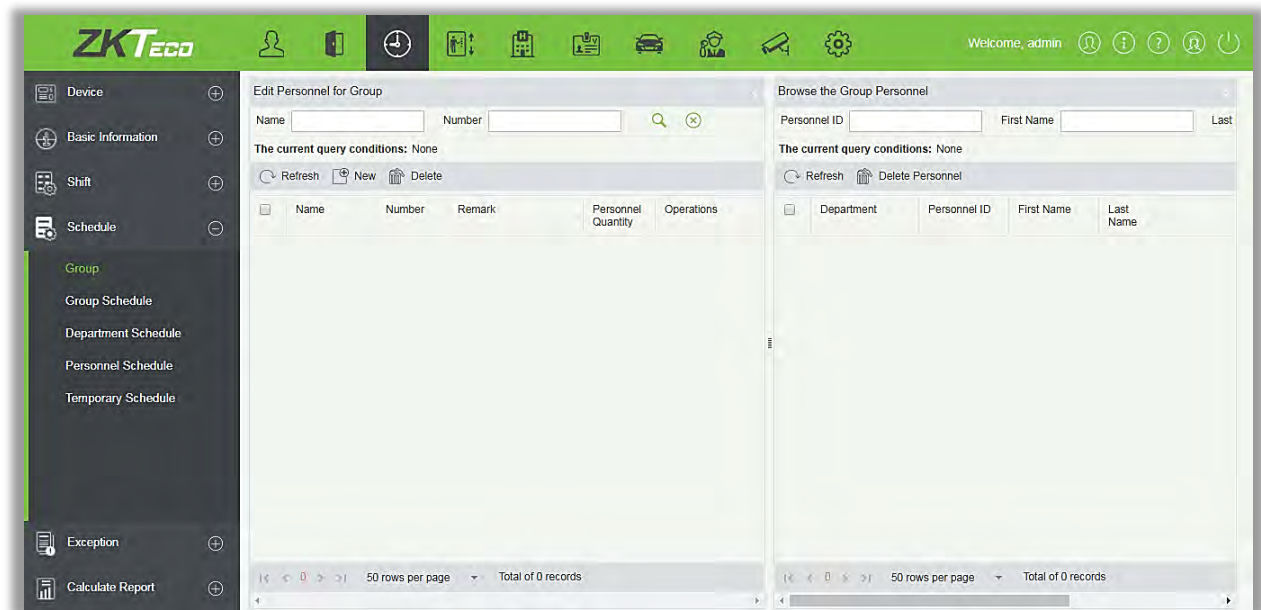 ZKTECO
Welcome, admin
Device
Basic Information
Shift
Schedule
Group
Group Schedule
Department Schedule
Personnel Schedule
Temporary Schedule
Exception
Calculate Report
Edit Personnel for Group
Name Number
The current query conditions: None
Refresh New Delete
Name Number Remark Personnel Quantity Operations
0 50 rows per page Total of 0 records
Browse the Group Personnel
Personnel ID First Name Last
The current query conditions: None
Refresh Delete Personnel
Department Personnel ID First Name Last Name
0 50 rows per page Total of 0 records